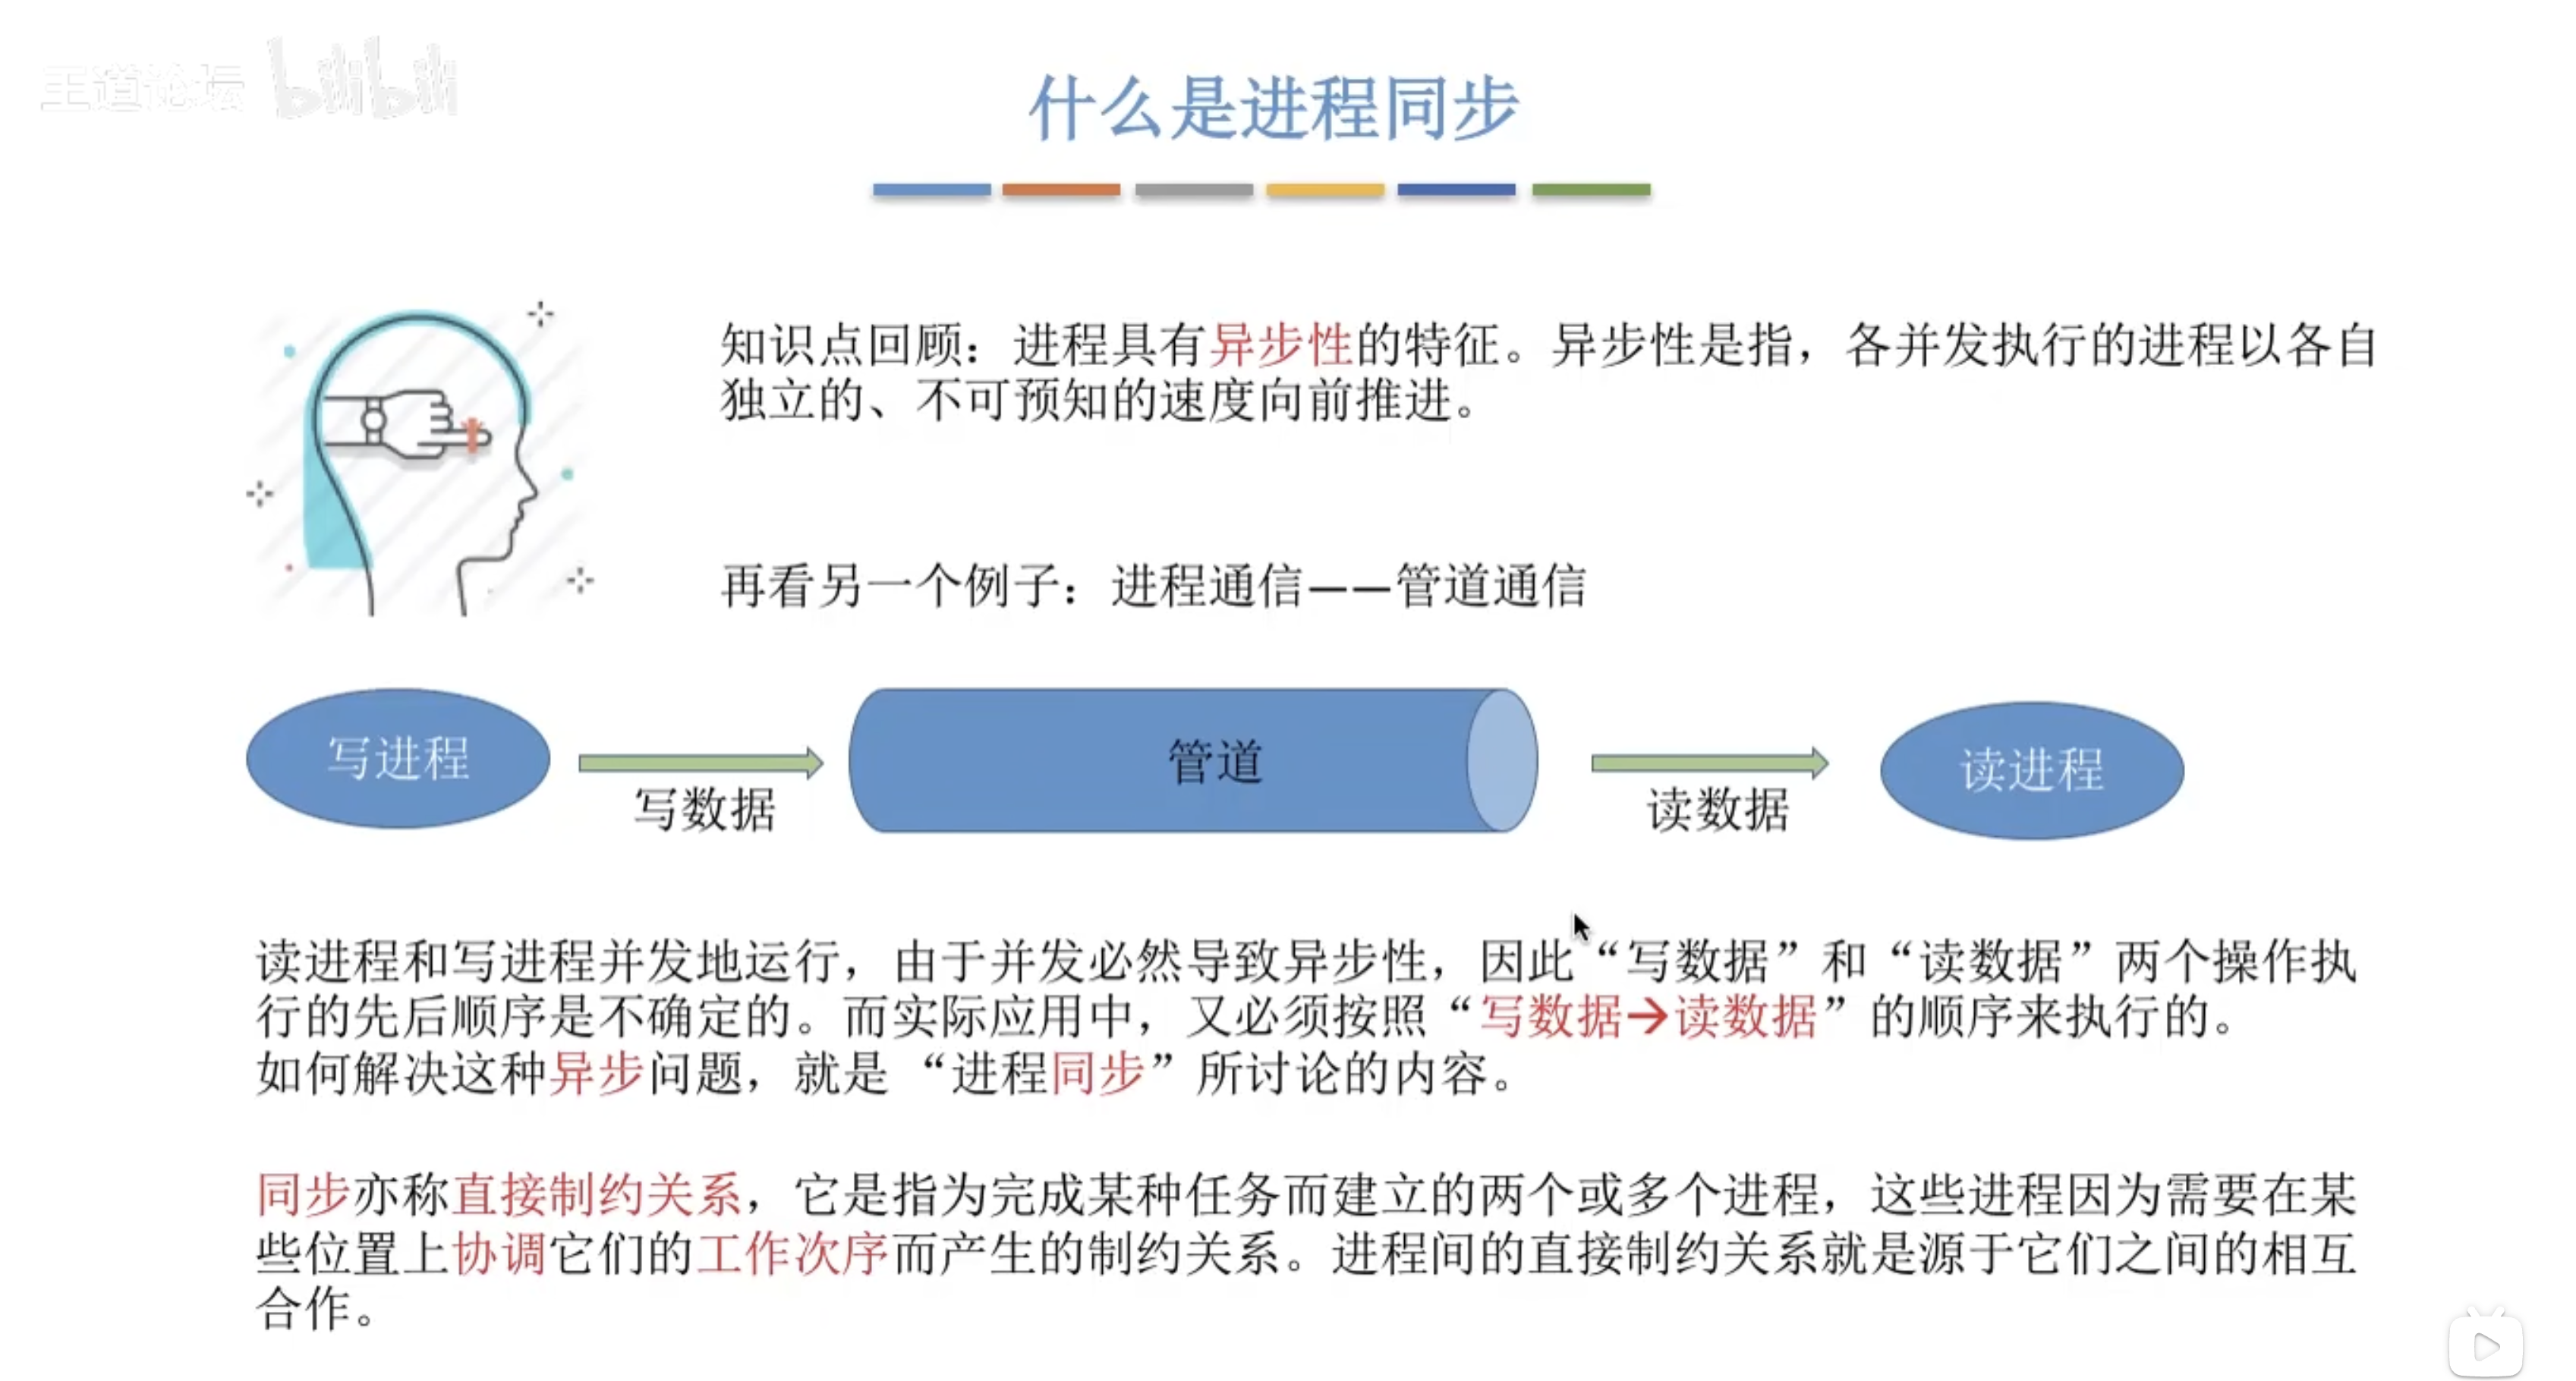 王道论坛 bilibili
什么是进程同步
知识点回顾：进程具有异步性的特征。异步性是指，各并发执行的进程以各自
独立的、不可预知的速度向前推进。
再看另一个例子：进程通信——管道通信
写进程
写数据
管道
读数据
读进程
读进程和写进程并发地运行，由于并发必然导致异步性，因此“写数据”和“读数据”两个操作执
行的先后顺序是不确定的。而实际应用中，又必须按照“写数据→读数据”的顺序来执行的。
如何解决这种异步问题，就是“进程同步”所讨论的内容。
同步亦称直接制约关系，它是指为完成某种任务而建立的两个或多个进程，这些进程因为需要在某
些位置上协调它们的工作次序而产生的制约关系。进程间的直接制约关系就是源于它们之间的相互
合作。